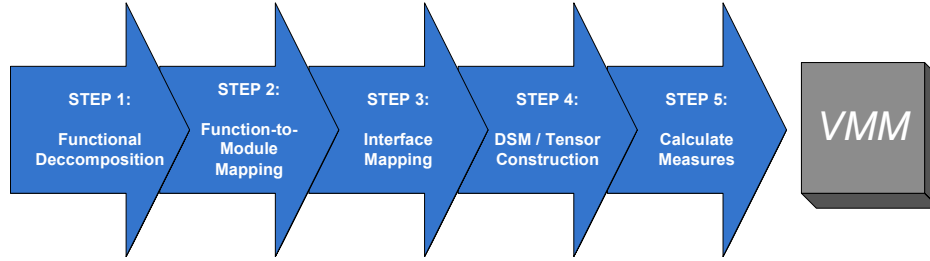 STEP 1:
Functional
Deccomposition
STEP 2:
Function-to-
Module
Mapping
STEP 3:
Interface
Mapping
STEP 4:
DSM / Tensor
Construction
STEP 5:
Calculate
Measures
VMM